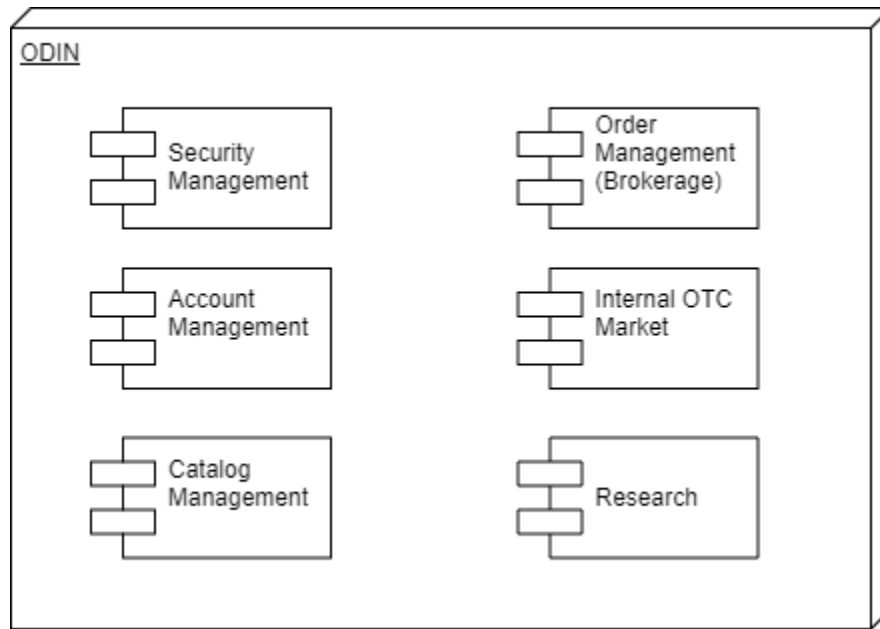 ODIN
Security
Management
Order
Management
(Brokerage)
Account
Management
Internal OTC
Market
Catalog
Management
Research